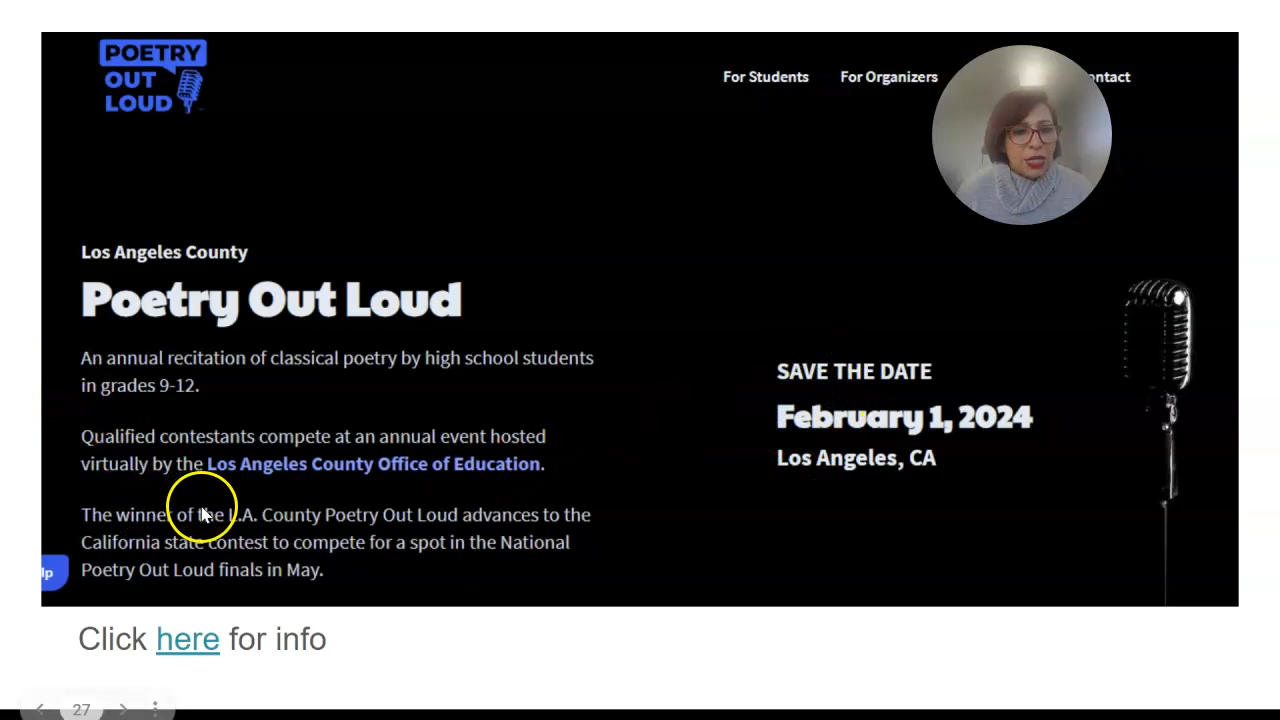 POETRY
OUT
LOUD
For Students
For Organizers
ontact
Los Angeles County
Poetry Out Loud
An annual recitation of classical poetry by high school students
in grades 9-12.
Qualified contestants compete at an annual event hosted
virtually by the Los Angeles County Office of Education.
The winner of the L.A. County Poetry Out Loud advances to the
California state contest to compete for a spot in the National
Poetry Out Loud finals in May.
SAVE THE DATE
February 1, 2024
Los Angeles, CA
lp
Click here for info
27